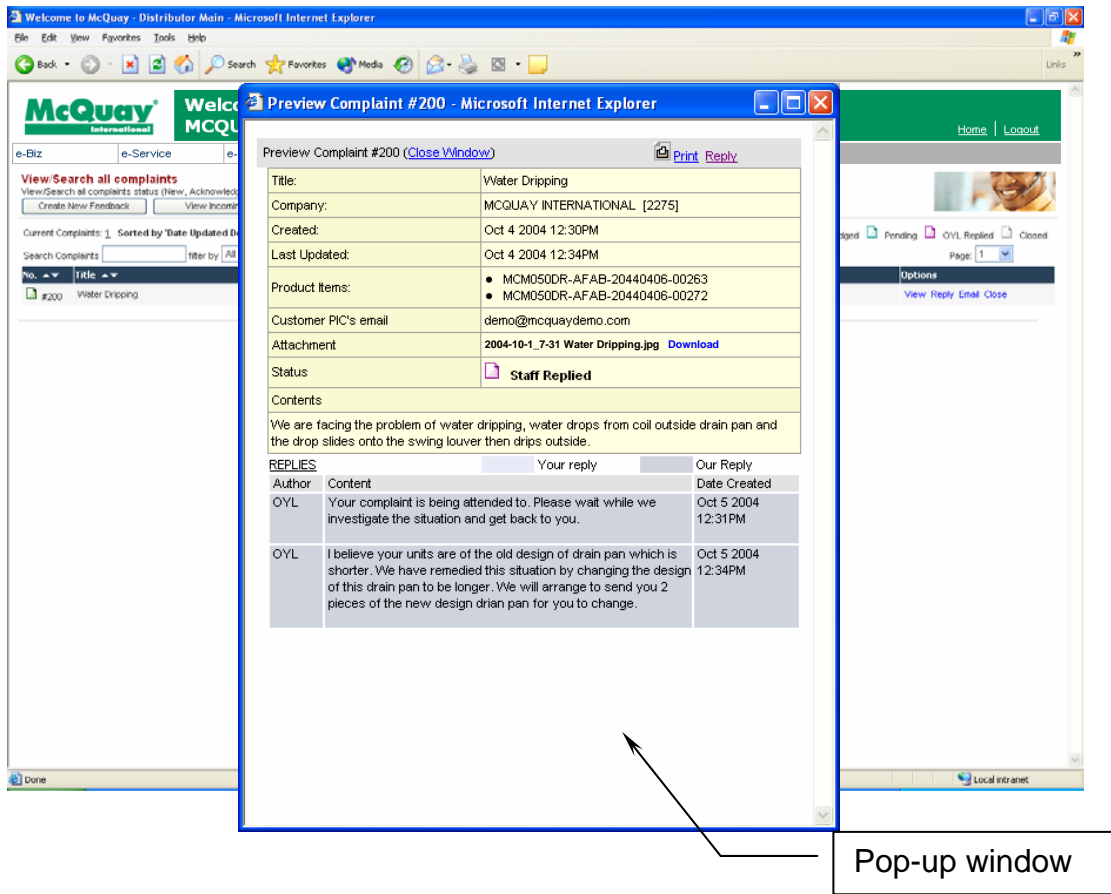 Welcome to McQuay - Distributor Main - Microsoft Internet Explorer
File Edit View Favorites Tools Help
Back Search Favorites Media Links
McQuay International
Welco
MCQU
Home | Logout
e-Biz e-Service e-
View/Search all complaints
View/Search all complaints status (New, Acknowledg
Create New Feedback View Incomin
Current Complaints: 1 Sorted by 'Date Updated De
dged Pending OYL Replied Closed
Search Complaints filter by All
Page: 1
No. Title Options
#200 Water Dripping View Reply Email Close
Preview Complaint #200 - Microsoft Internet Explorer
Preview Complaint #200 (Close Window) Print Reply
Title: Water Dripping
Company: MCQUAY INTERNATIONAL [2275]
Created: Oct 4 2004 12:30PM
Last Updated: Oct 4 2004 12:34PM
Product Items: • MCM050DR-AFAB-20440406-00263
• MCM050DR-AFAB-20440406-00272
Customer PIC's email demo@mcquaydemo.com
Attachment 2004-10-1_7-31 Water Dripping.jpg Download
Status Staff Replied
Contents
We are facing the problem of water dripping, water drops from coil outside drain pan and
the drop slides onto the swing louver then drips outside.
REPLIES Your reply Our Reply
Author Content Date Created
OYL Your complaint is being attended to. Please wait while we Oct 5 2004
investigate the situation and get back to you. 12:31PM
OYL I believe your units are of the old design of drain pan which is Oct 5 2004
shorter. We have remedied this situation by changing the design 12:34PM
of this drain pan to be longer. We will arrange to send you 2
pieces of the new design drian pan for you to change.
Done Local intranet
Pop-up window